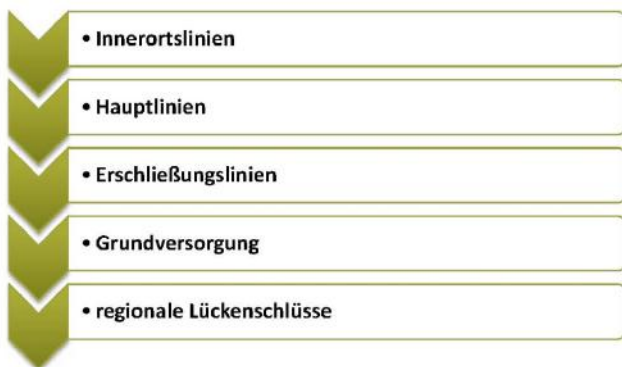 • Innerortslinien
• Hauptlinien
• Erschließungslinien
• Grundversorgung
• regionale Lückenschlüsse